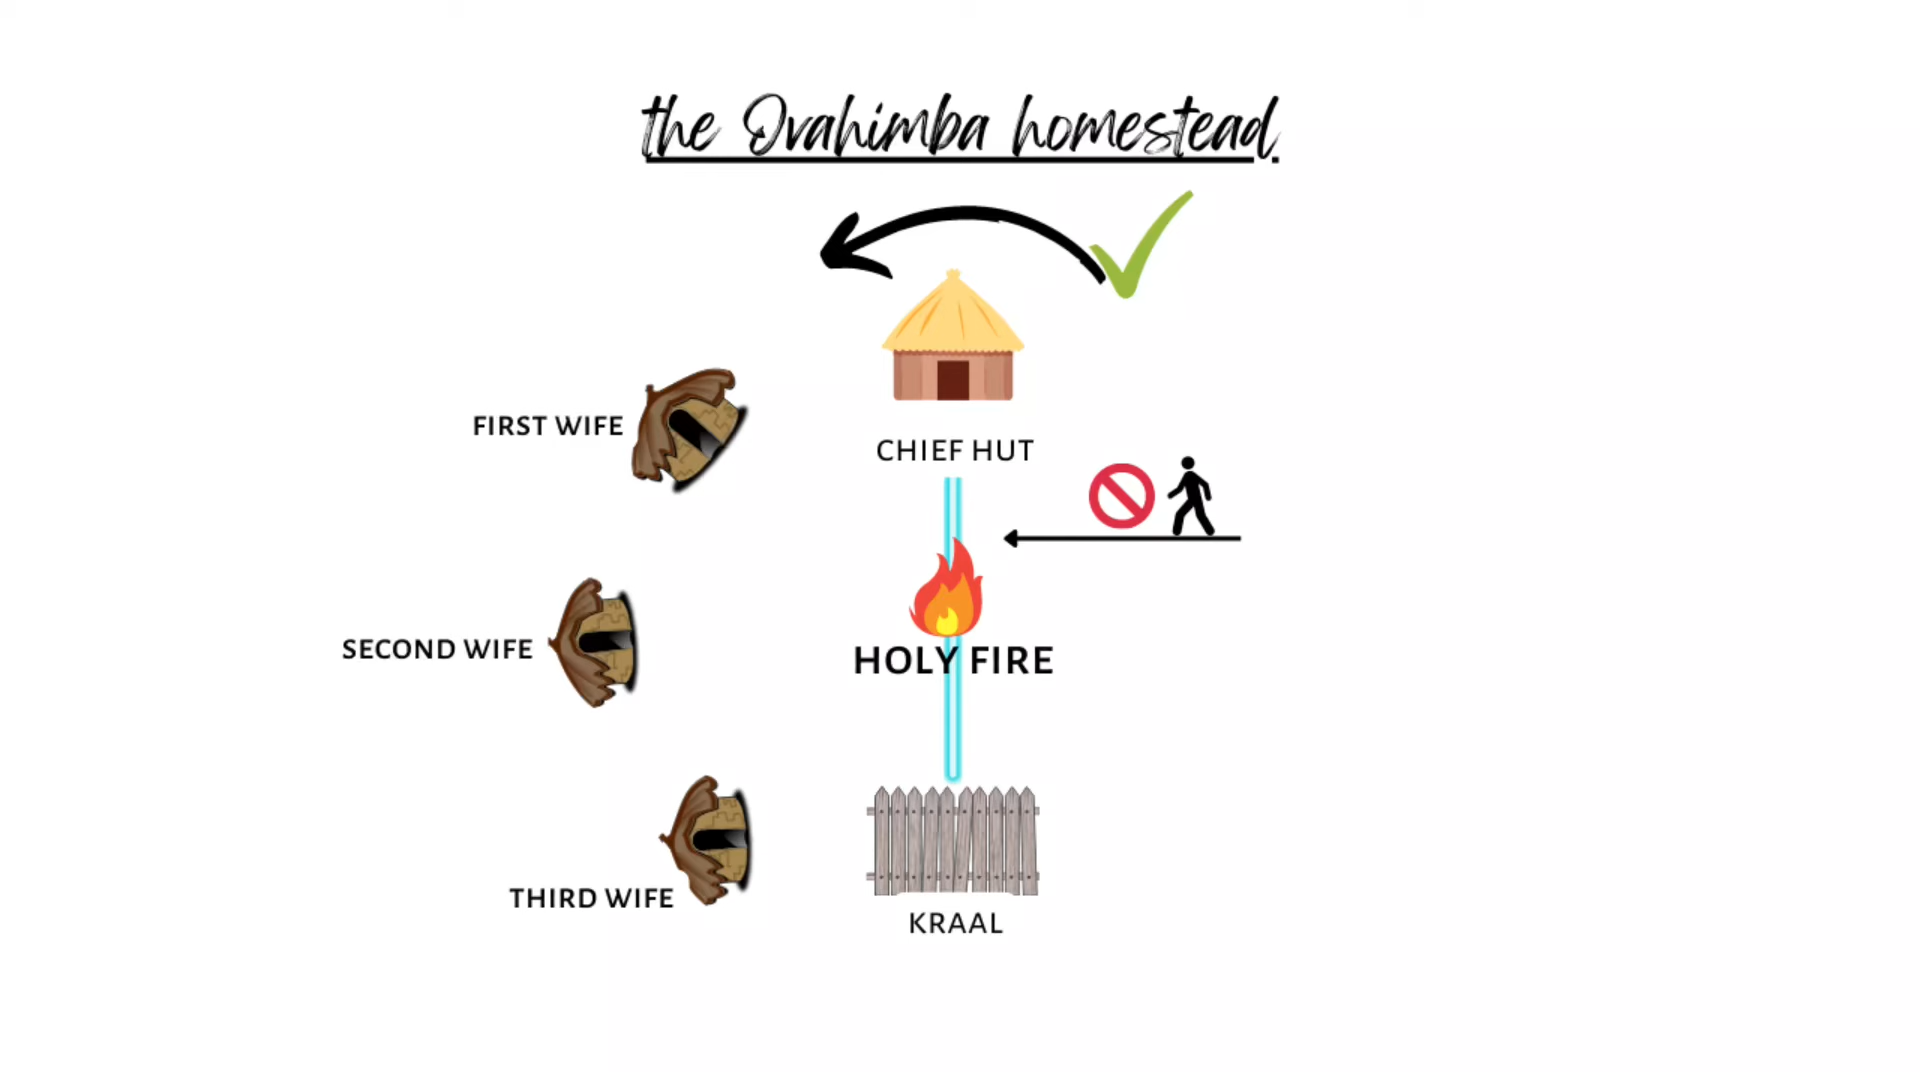 the Ovahimba homestead.
FIRST WIFE
CHIEF HUT
SECOND WIFE
HOLY FIRE
THIRD WIFE
KRAAL